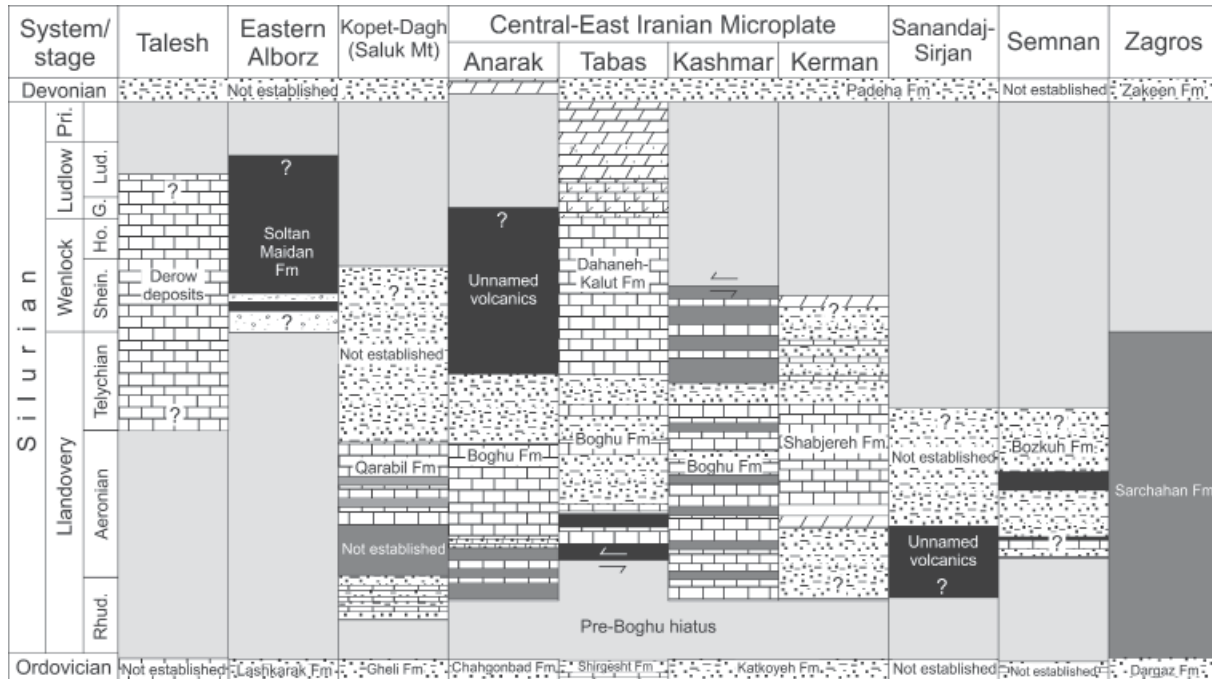 System/
stage
Talesh
Eastern
Alborz
Kopet-Dagh
(Saluk Mt)
Central-East Iranian Microplate
Anarak
Tabas
Kashmar
Kerman
Sanandaj-
Sirjan
Semnan
Zagros
Devonian
Not established
Padeha Fm
Not established
Zakeen Fm
Silurian
Pri.
Ludlow
Lud.
G.
Wenlock
Ho.
Shein.
Llandovery
Telychian
Aeronian
Rhud.
?
Derow
deposits
?
?
Soltan
Maidan
Fm
?
?
Not established
Qarabil Fm
Not established
?
Unnamed
volcanics
Boghu Fm
Dahaneh-
Kalut Fm
Boghu Fm
Boghu Fm
?
Shabjereh Fm
?
?
Not established
Unnamed
volcanics
?
?
Bozkuh Fm
?
Sarchahan Fm
Pre-Boghu hiatus
Ordovician
Not established
Lashkarak Fm
Gheli Fm
Chahgonbad Fm
Shirgesht Fm
Katkoyeh Fm
Not established
Not established
Dargaz Fm